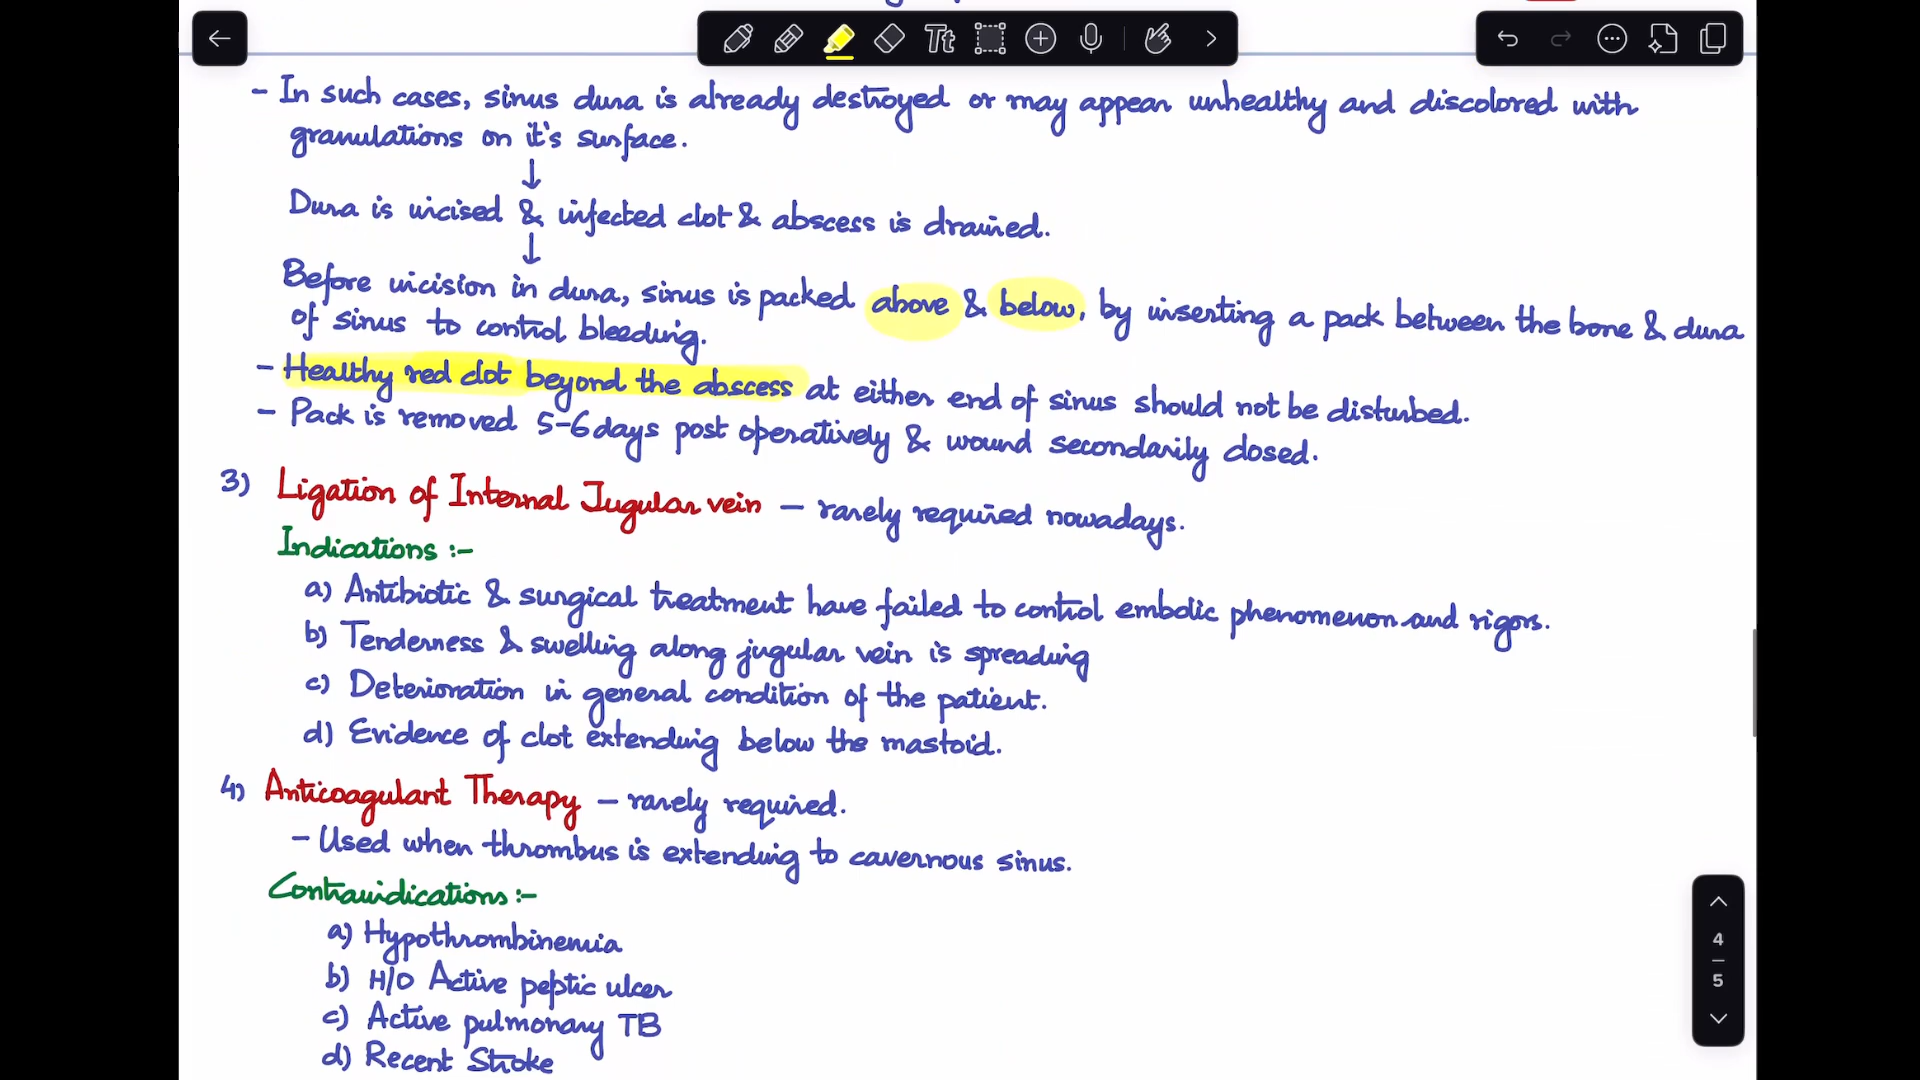 - In such cases, sinus dura is already destroyed or may appear unhealthy and discolored with
granulations on it's surface.
↓
Dura is incised & infected clot & abscess is drained.
↓
Before incision in dura, sinus is packed above & below, by inserting a pack between the bone & dura
of sinus to control bleeding.
- Healthy red clot beyond the abscess at either end of sinus should not be disturbed.
- Pack is removed 5-6 days post operatively & wound secondarily closed.
3) Ligation of Internal Jugular vein - rarely required nowadays.
Indications :-
a) Antibiotic & surgical treatment have failed to control embolic phenomenon and rigors.
b) Tenderness & swelling along jugular vein is spreading
c) Deterioration in general condition of the patient.
d) Evidence of clot extending below the mastoid.
4) Anticoagulant Therapy - rarely required.
- Used when thrombus is extending to cavernous sinus.
Contraindications :-
a) Hypothrombinemia
b) H/O Active peptic ulcer
c) Active pulmonary TB
d) Recent Stroke
Tt
4
5